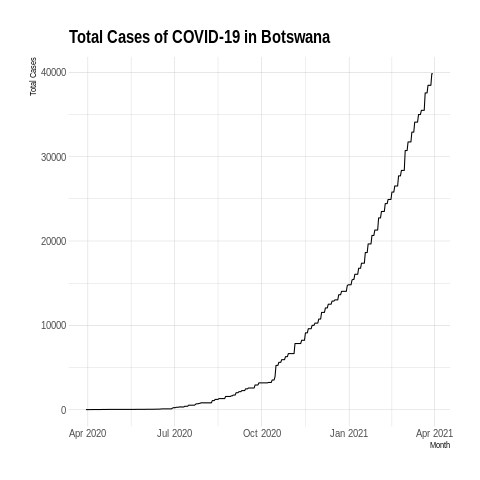 Total Cases of COVID-19 in Botswana
Total Cases
40000
30000
20000
10000
0
Apr 2020 Jul 2020 Oct 2020 Jan 2021 Apr 2021
Month